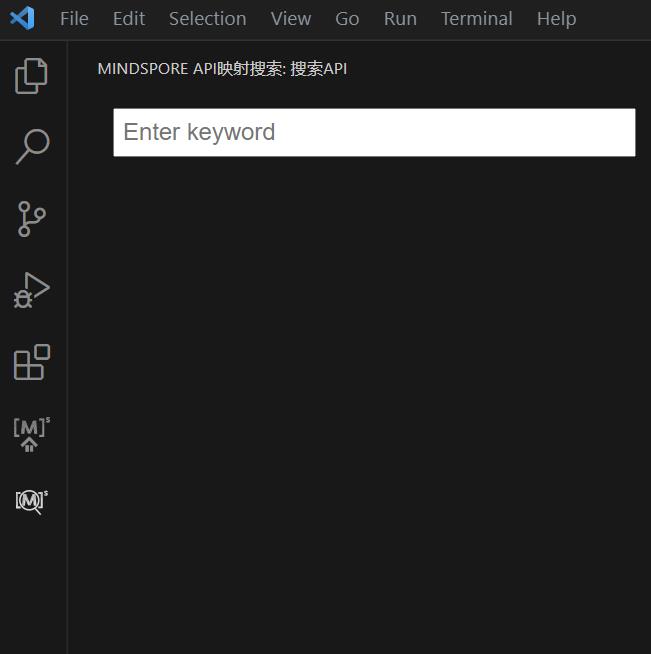 File Edit Selection View Go Run Terminal Help
MINDSPORE API映射搜索: 搜索API
Enter keyword
[M]s
[M]s